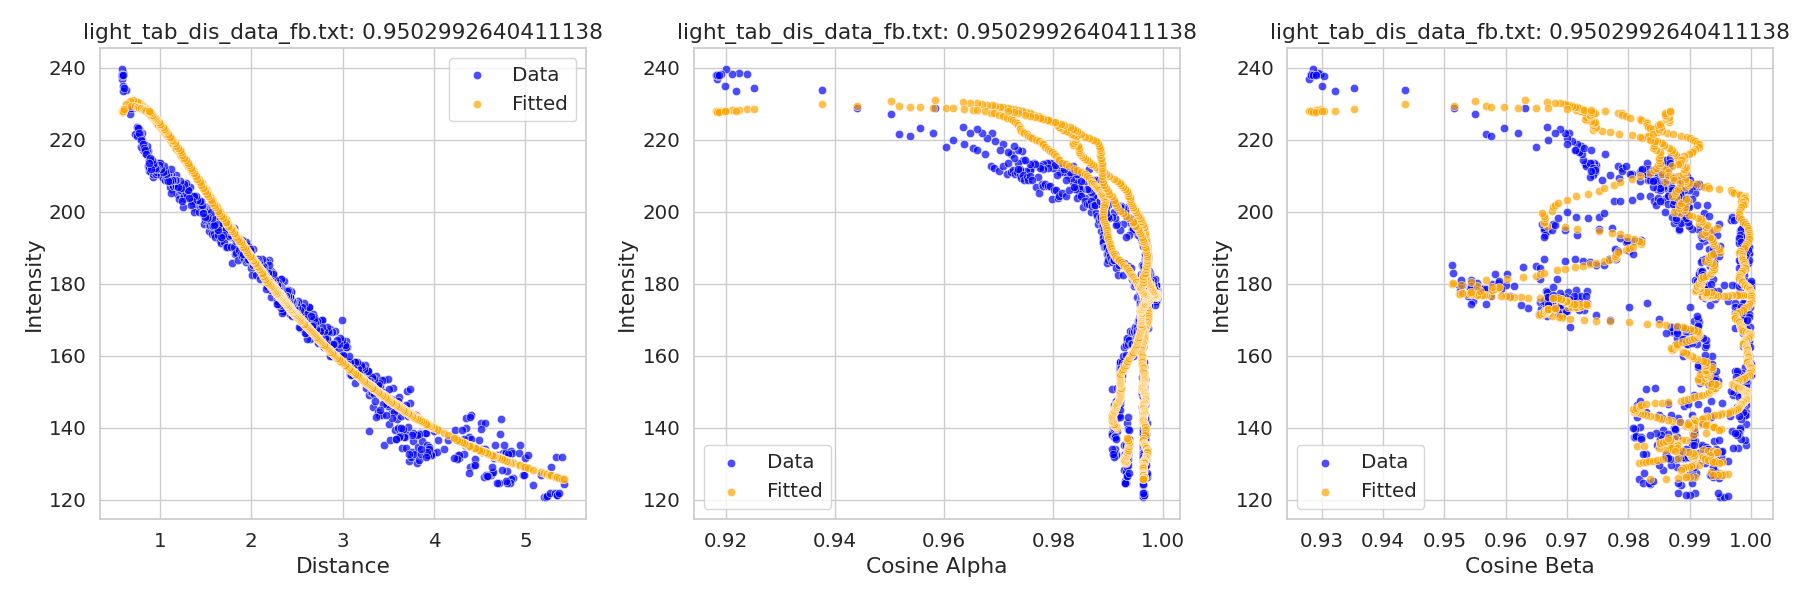 light_tab_dis_data_fb.txt: 0.9502992640411138
240
220
200
180
160
140
120
Intensity
1 2 3 4 5
Distance
Data
Fitted
light_tab_dis_data_fb.txt: 0.9502992640411138
240
220
200
180
160
140
120
Intensity
0.92 0.94 0.96 0.98 1.00
Cosine Alpha
Data
Fitted
light_tab_dis_data_fb.txt: 0.9502992640411138
240
220
200
180
160
140
120
Intensity
0.93 0.94 0.95 0.96 0.97 0.98 0.99 1.00
Cosine Beta
Data
Fitted